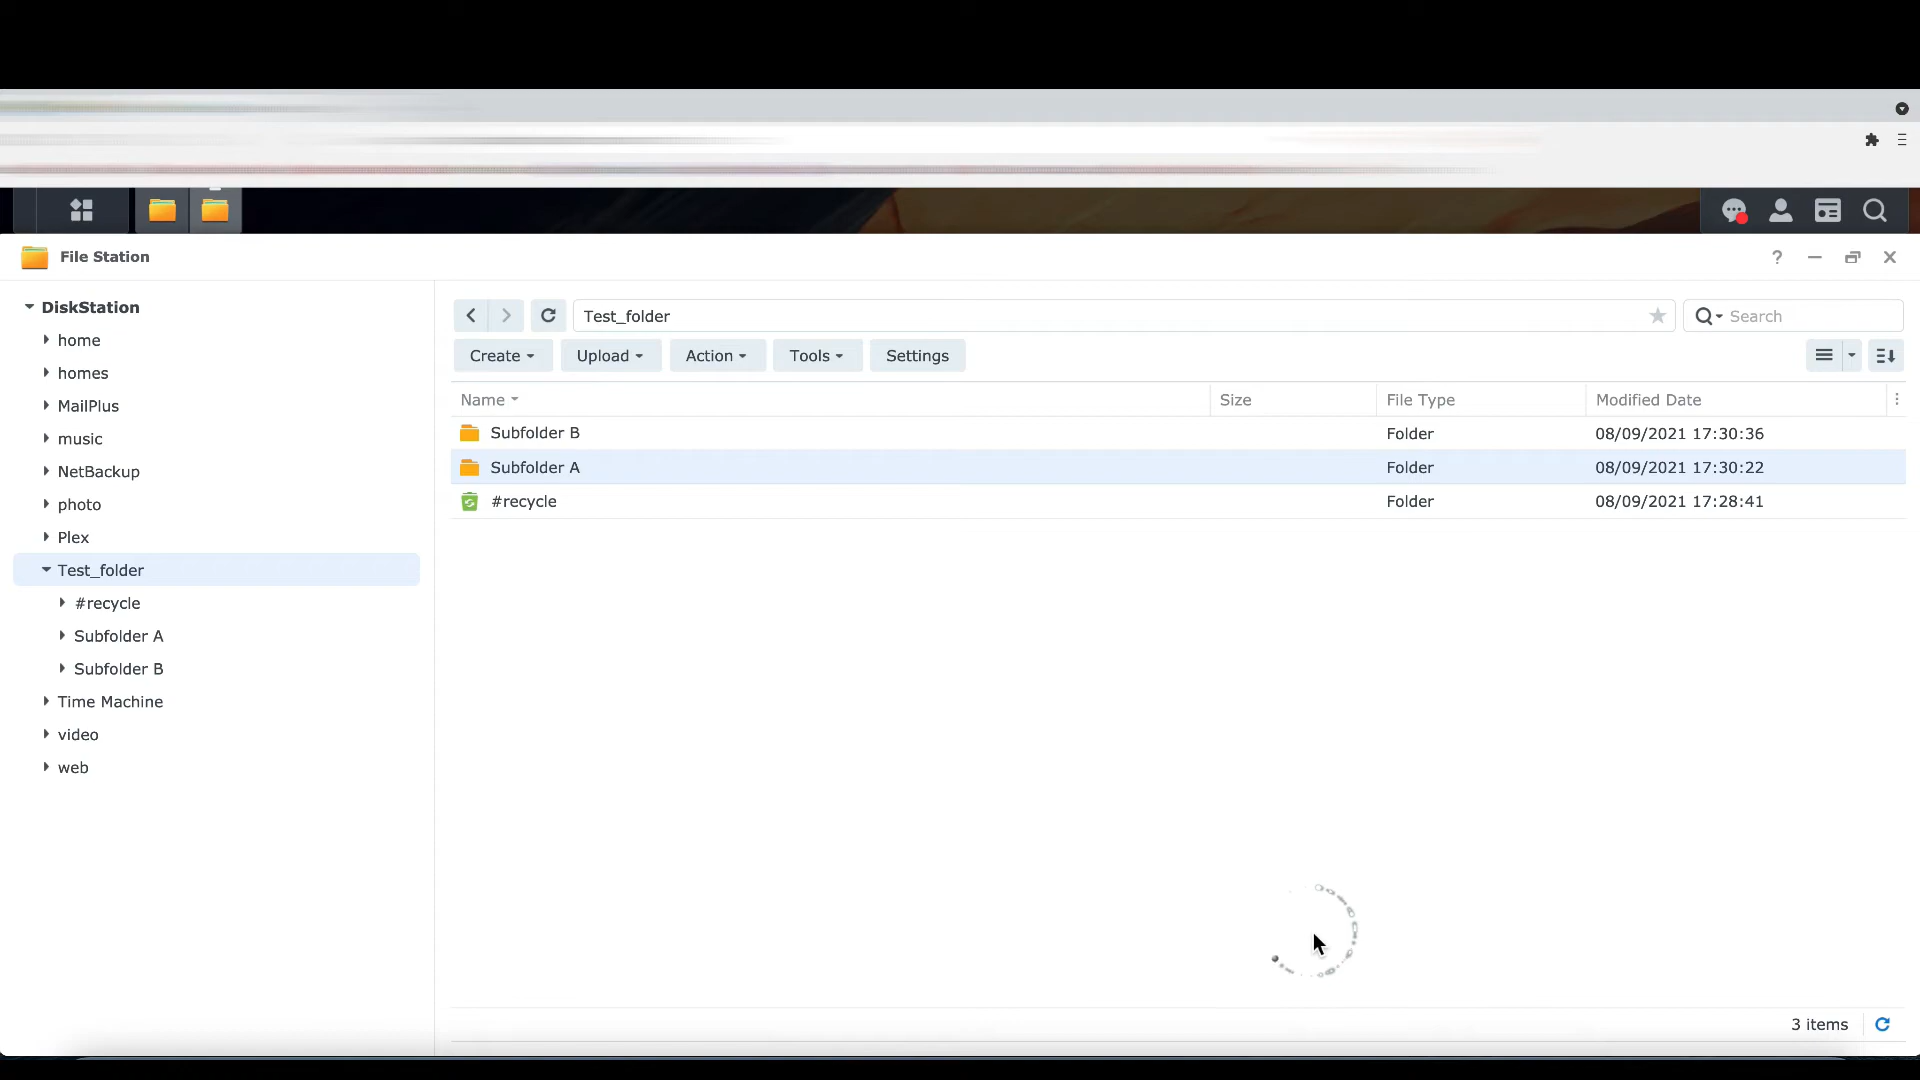 File Station
?
DiskStation
home
homes
MailPlus
music
NetBackup
photo
Plex
Test_folder
#recycle
Subfolder A
Subfolder B
Time Machine
video
web
Test_folder
Search
Create Upload Action Tools Settings
Name Size File Type Modified Date
Subfolder B Folder 08/09/2021 17:30:36
Subfolder A Folder 08/09/2021 17:30:22
#recycle Folder 08/09/2021 17:28:41
3 items